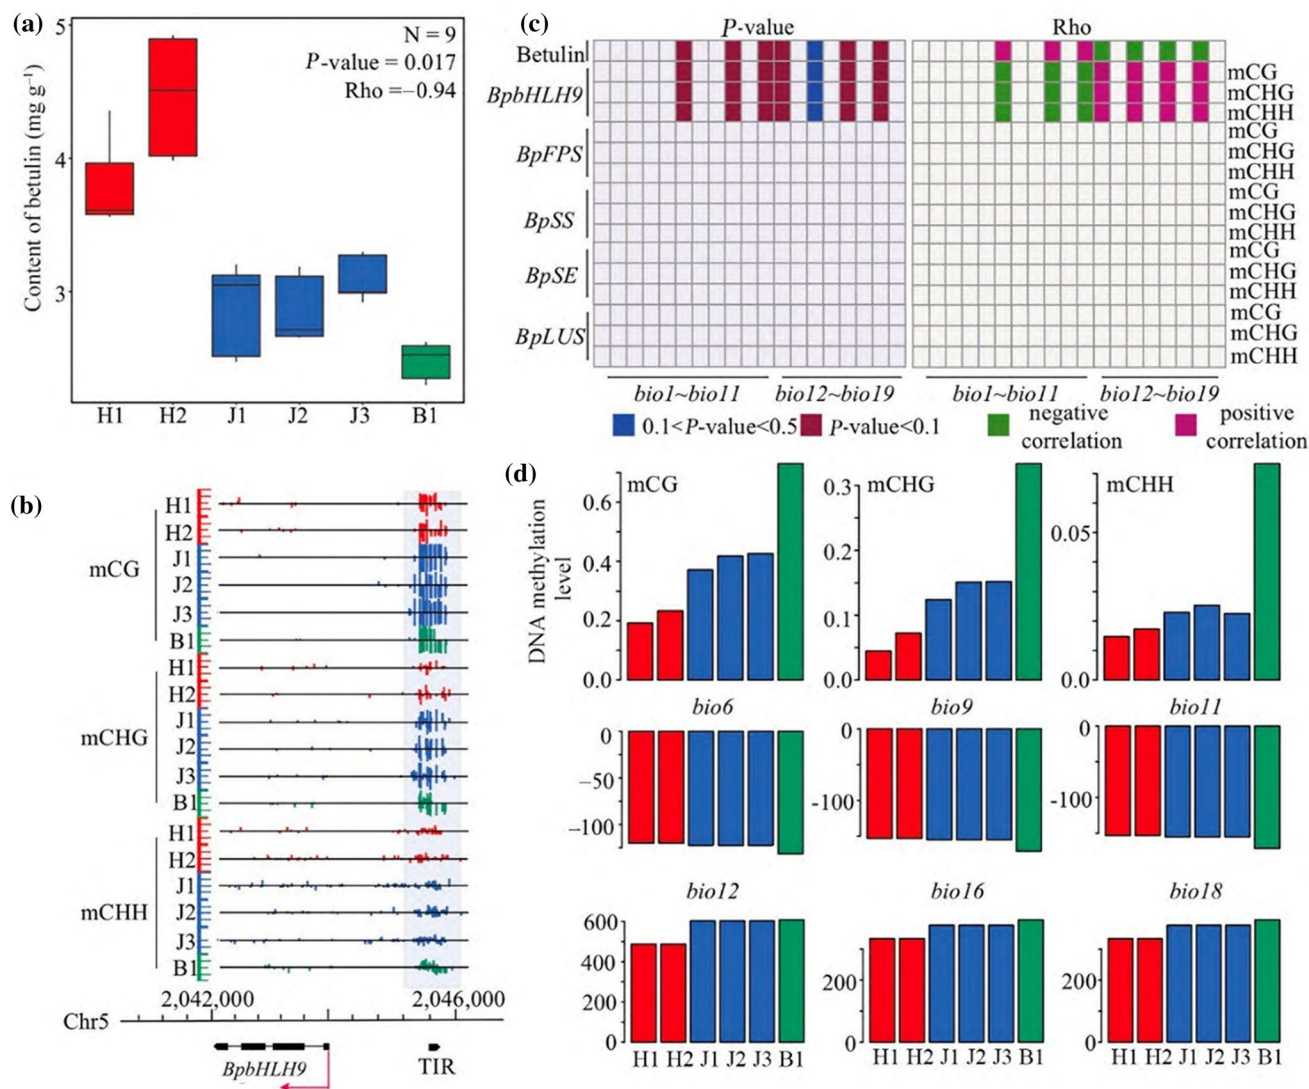 (a)
Content of betulin (mg g⁻¹)
5
4
3
N = 9
P-value = 0.017
Rho =−0.94
H1 H2 J1 J2 J3 B1
(b)
mCG
H1
H2
J1
J2
J3
B1
mCHG
H1
H2
J1
J2
J3
B1
mCHH
H1
H2
J1
J2
J3
B1
2,042,000 2,046,000
Chr5
BpbHLH9 TIR
(c)
P-value Rho
Betulin
BpbHLH9
BpFPS
BpSS
BpSE
BpLUS
mCG
mCHG
mCHH
mCG
mCHG
mCHH
mCG
mCHG
mCHH
mCG
mCHG
mCHH
mCG
mCHG
mCHH
bio1~bio11 bio12~bio19 bio1~bio11 bio12~bio19
0.1<P-value<0.5 P-value<0.1 negative correlation positive correlation
(d)
DNA methylation level
mCG
0.6
0.4
0.2
0.0
mCHG
0.3
0.2
0.1
0.0
mCHH
0.05
0.0
bio6
0
−50
−100
bio9
0
-100
bio11
0
-100
bio12
600
400
200
0
bio16
200
0
bio18
200
0
H1 H2 J1 J2 J3 B1 H1 H2 J1 J2 J3 B1 H1 H2 J1 J2 J3 B1